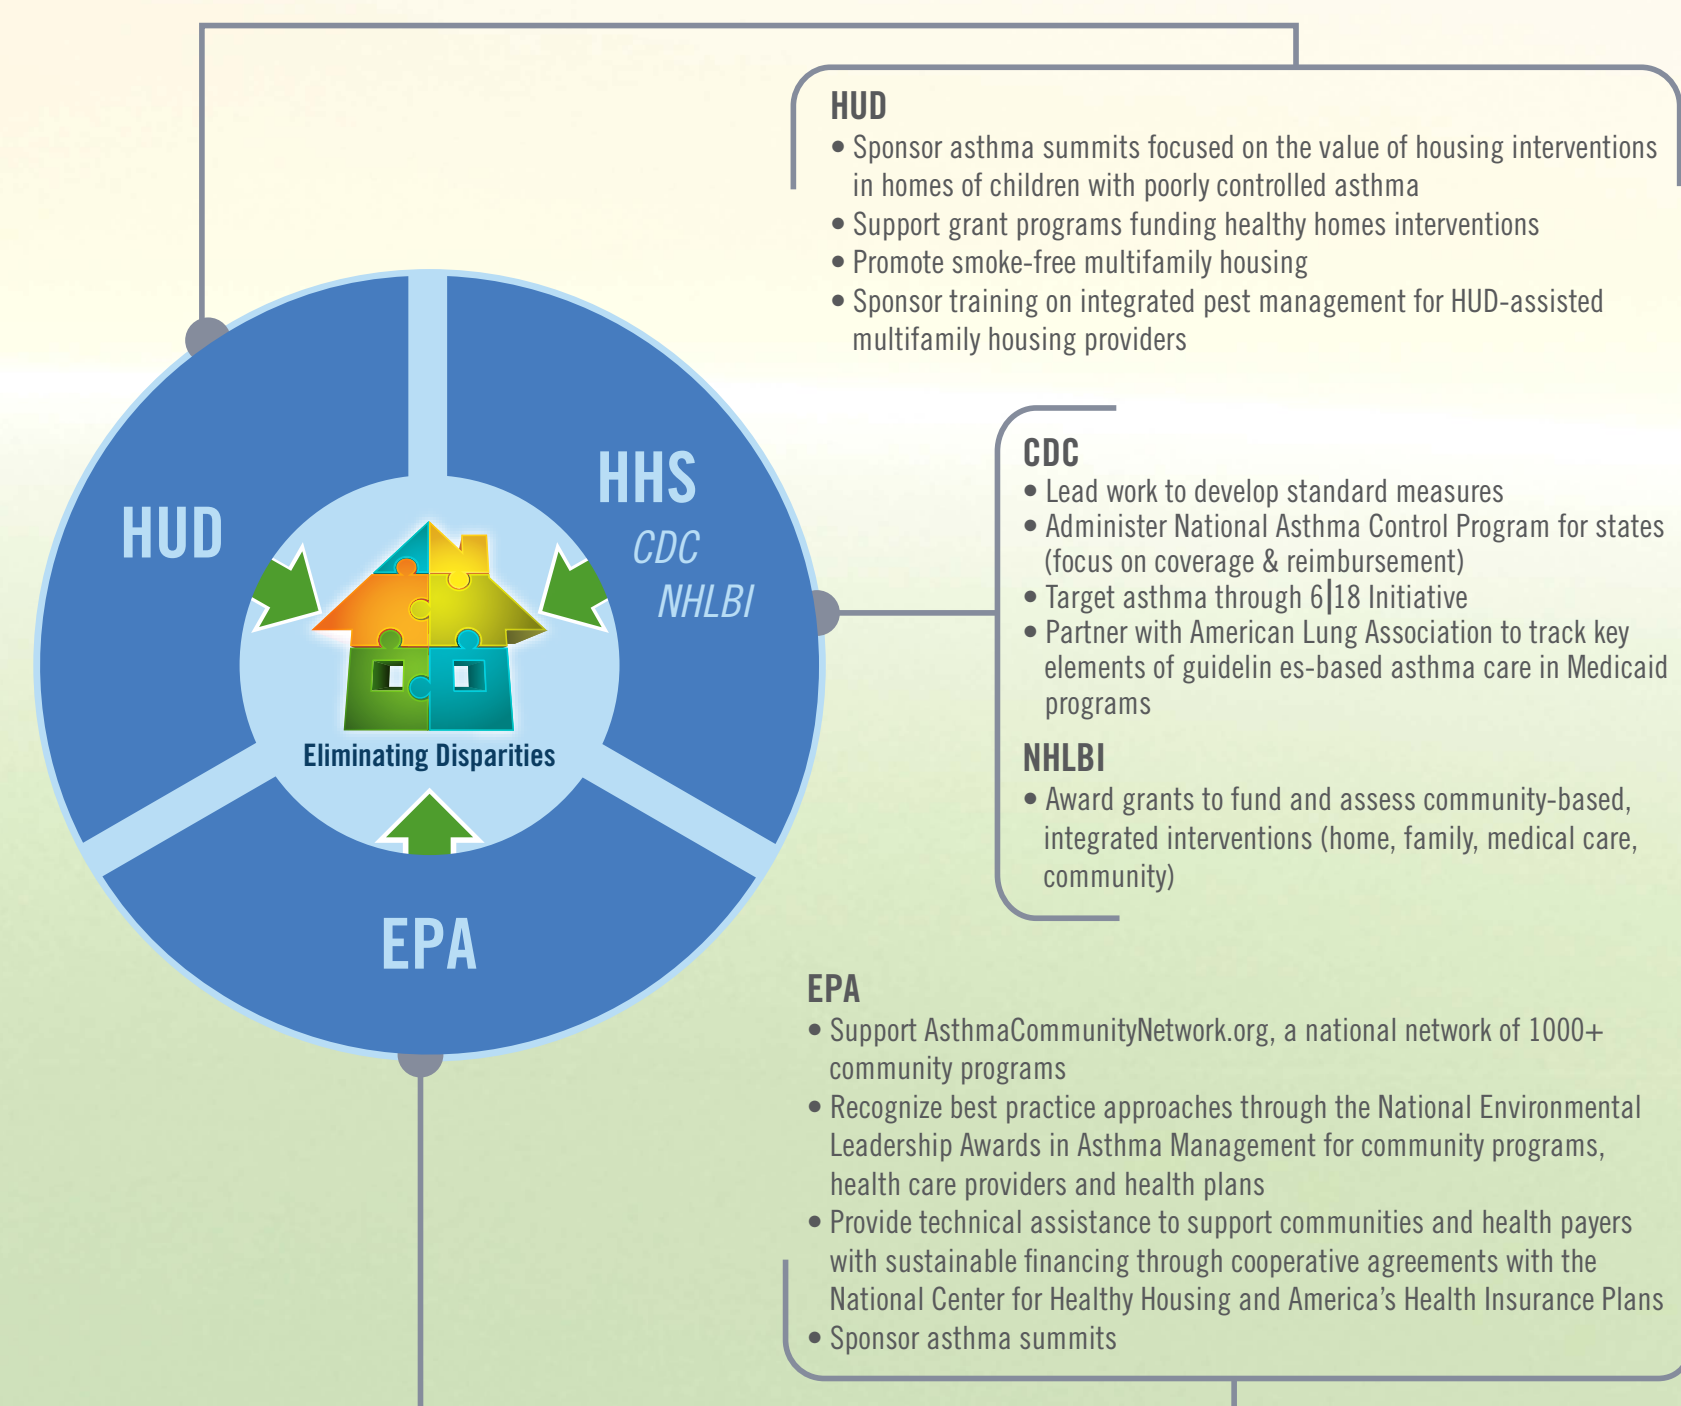 HUD
• Sponsor asthma summits focused on the value of housing interventions
in homes of children with poorly controlled asthma
• Support grant programs funding healthy homes interventions
• Promote smoke-free multifamily housing
• Sponsor training on integrated pest management for HUD-assisted
multifamily housing providers
HUD
HHS
CDC
NHLBI
Eliminating Disparities
EPA
CDC
• Lead work to develop standard measures
• Administer National Asthma Control Program for states
(focus on coverage & reimbursement)
• Target asthma through 6|18 Initiative
• Partner with American Lung Association to track key
elements of guidelin es-based asthma care in Medicaid
programs
NHLBI
• Award grants to fund and assess community-based,
integrated interventions (home, family, medical care,
community)
EPA
• Support AsthmaCommunityNetwork.org, a national network of 1000+
community programs
• Recognize best practice approaches through the National Environmental
Leadership Awards in Asthma Management for community programs,
health care providers and health plans
• Provide technical assistance to support communities and health payers
with sustainable financing through cooperative agreements with the
National Center for Healthy Housing and America's Health Insurance Plans
• Sponsor asthma summits